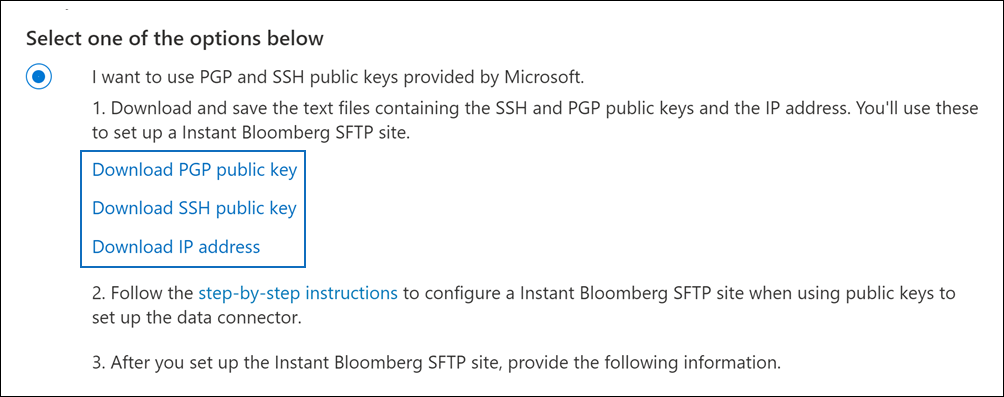 Select one of the options below
I want to use PGP and SSH public keys provided by Microsoft.
1. Download and save the text files containing the SSH and PGP public keys and the IP address. You'll use these
to set up a Instant Bloomberg SFTP site.
Download PGP public key
Download SSH public key
Download IP address
2. Follow the step-by-step instructions to configure a Instant Bloomberg SFTP site when using public keys to
set up the data connector.
3. After you set up the Instant Bloomberg SFTP site, provide the following information.